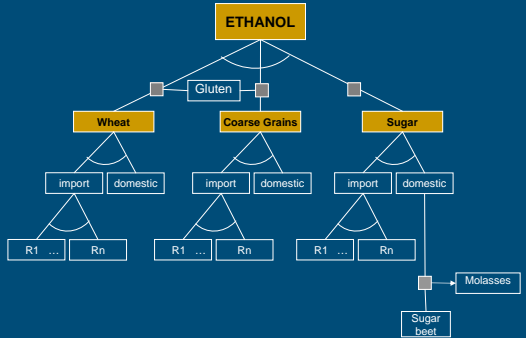 ETHANOL
Gluten
Wheat
Coarse Grains
Sugar
import
domestic
import
domestic
import
domestic
R1 ...
Rn
R1 ...
Rn
R1 ...
Rn
Molasses
Sugar
beet